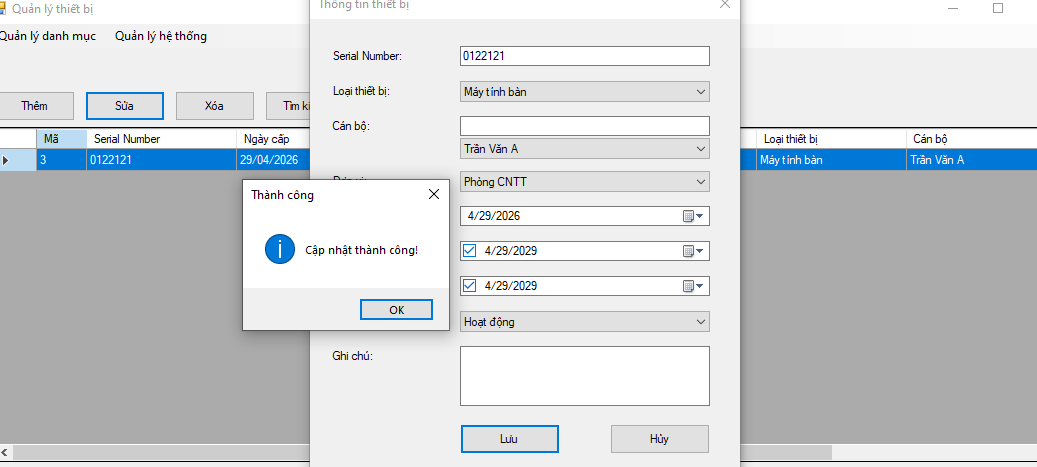 Quản lý thiết bị
Thông tin thiết bị
Quản lý danh mục Quản lý hệ thống
Serial Number: 0122121
Loại thiết bị: Máy tính bàn
Thêm Sửa Xóa Tìm ki
Cán bộ:
Trần Văn A
Mã Serial Number Ngày cấp Loại thiết bị Cán bộ
3 0122121 29/04/2026 Máy tính bàn Trần Văn A
Phòng CNTT
Thành công
4/29/2026
Cập nhật thành công!
4/29/2029
4/29/2029
OK
Hoạt động
Ghi chú:
Lưu Hủy